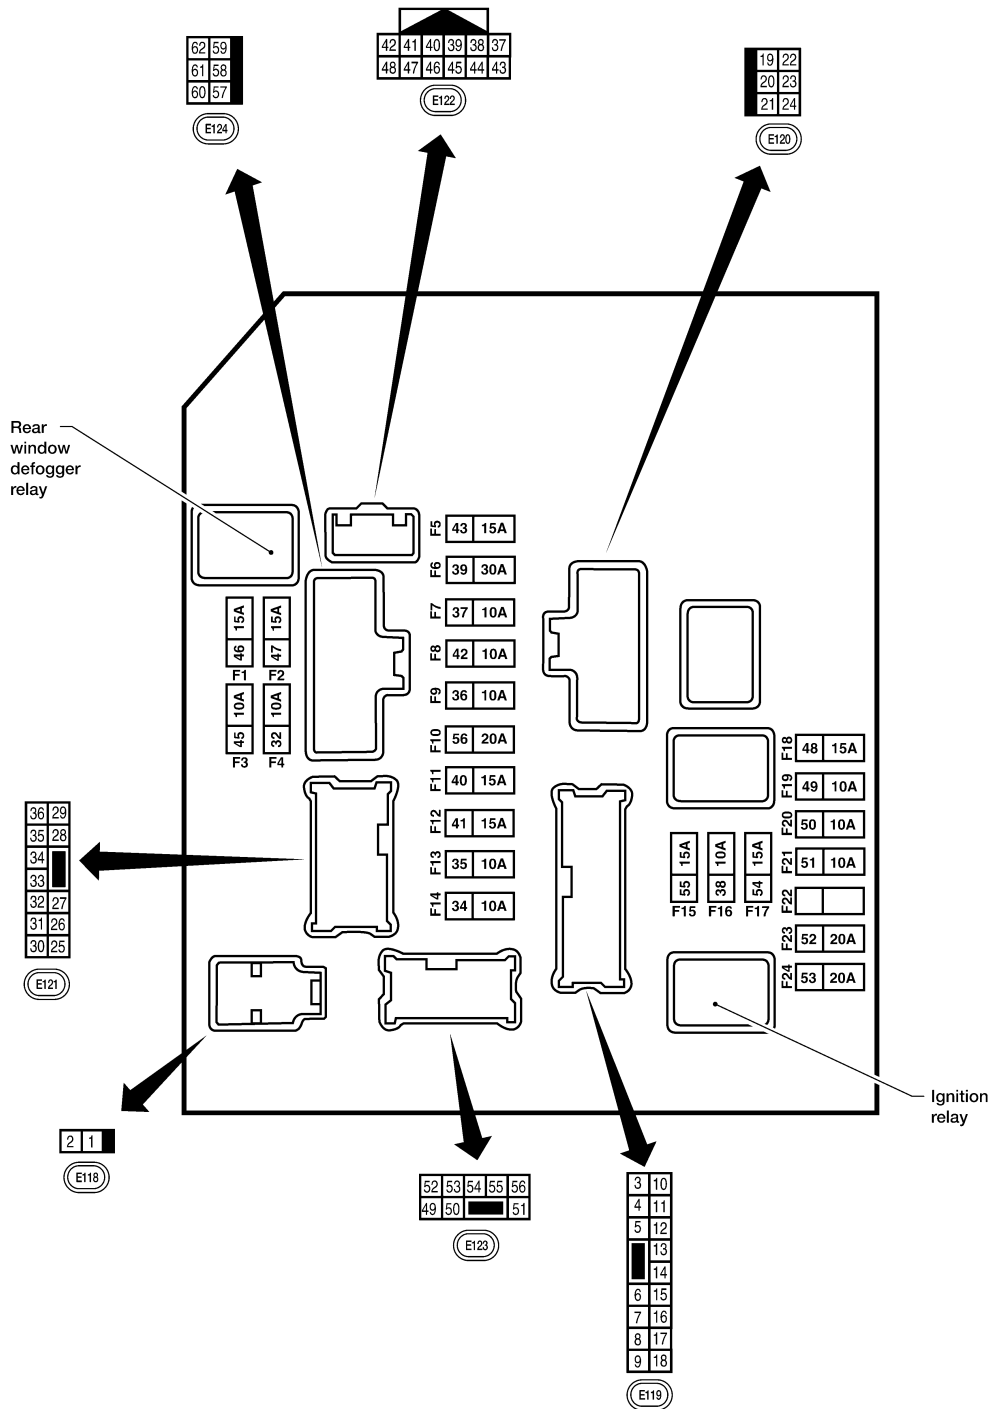 62 59
61 58
60 57
E124
42 41 40 39 38 37
48 47 46 45 44 43
E122
19 22
20 23
21 24
E120
Rear
window
defogger
relay
15A 46 F1
15A 47 F2
10A 45 F3
10A 32 F4
F5 43 15A
F6 39 30A
F7 37 10A
F8 42 10A
F9 36 10A
F10 56 20A
F11 40 15A
F12 41 15A
F13 35 10A
F14 34 10A
15A 55 F15
10A 38 F16
15A 54 F17
F18 48 15A
F19 49 10A
F20 50 10A
F21 51 10A
F22
F23 52 20A
F24 53 20A
36 29
35 28
34
33
32 27
31 26
30 25
E121
Ignition
relay
2 1
E118
52 53 54 55 56
49 50 51
E123
3 10
4 11
5 12
13
14
6 15
7 16
8 17
9 18
E119